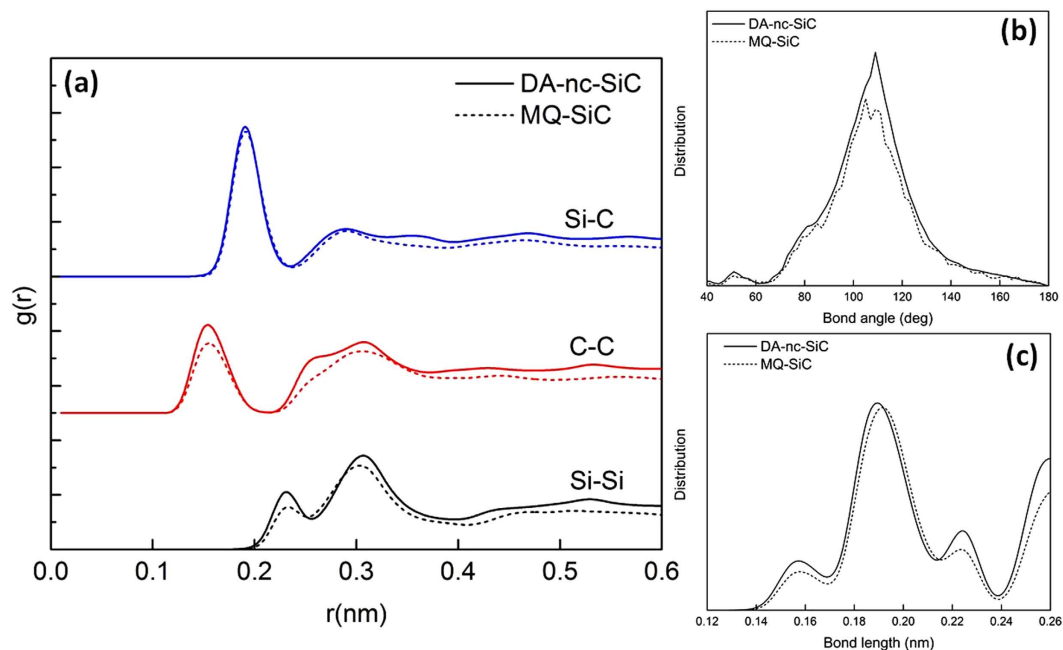 (a)
DA-nc-SiC
MQ-SiC
Si-C
C-C
Si-Si
g(r)
0.0 0.1 0.2 0.3 0.4 0.5 0.6
r(nm)
DA-nc-SiC
MQ-SiC
(b)
Distribution
40 60 80 100 120 140 160 180
Bond angle (deg)
DA-nc-SiC
MQ-SiC
(c)
Distribution
0.12 0.14 0.16 0.18 0.20 0.22 0.24 0.26
Bond length (nm)